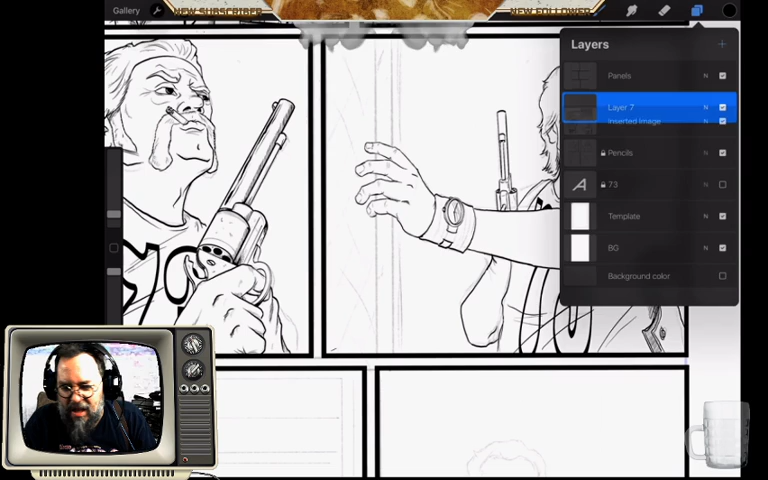 NEW SUBSCRIBER
NEW FOLLOWER
Gallery
Layers
Panels
N
Layer 7
N
Inserted Image
N
Pencils
N
A
73
N
Template
N
BG
N
Background color